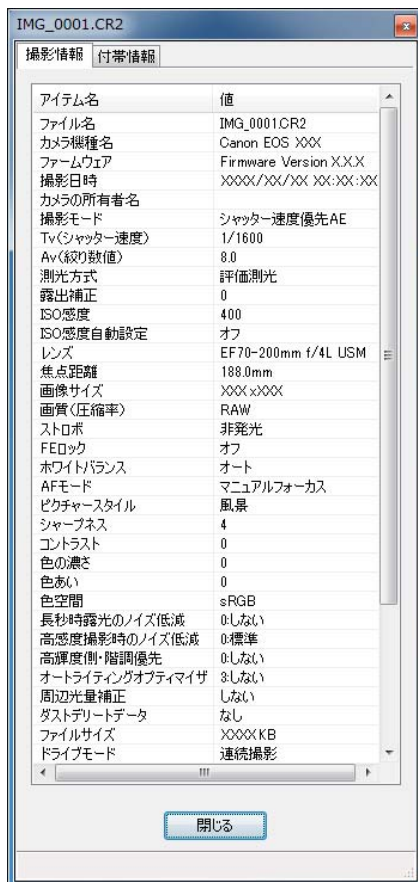 IMG_0001.CR2
撮影情報 付帯情報
アイテム名 値
ファイル名 IMG_0001.CR2
カメラ機種名 Canon EOS XXX
ファームウェア Firmware Version X.X.X
撮影日時 XXXX/XX/XX XX:XX:XX
カメラの所有者名
撮影モード シャッター速度優先AE
Tv(シャッター速度) 1/1600
Av(絞り数値) 8.0
測光方式 評価測光
露出補正 0
ISO感度 400
ISO感度自動設定 オフ
レンズ EF70-200mm f/4L USM
焦点距離 188.0mm
画像サイズ XXX xXXX
画質(圧縮率) RAW
ストロボ 非発光
FEロック オフ
ホワイトバランス オート
AFモード マニュアルフォーカス
ピクチャースタイル 風景
シャープネス 4
コントラスト 0
色の濃さ 0
色あい 0
色空間 sRGB
長秒時露光のノイズ低減 0:しない
高感度撮影時のノイズ低減 0:標準
高輝度側・階調優先 0:しない
オートライティングオプティマイザ 3:しない
周辺光量補正 しない
ダストデリートデータ なし
ファイルサイズ XXXXKB
ドライブモード 連続撮影
閉じる